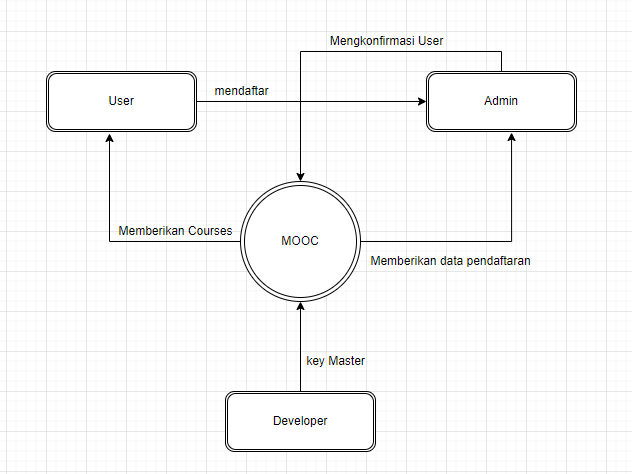 Mengkonfirmasi User
User
mendaftar
Admin
Memberikan Courses
MOOC
Memberikan data pendaftaran
key Master
Developer